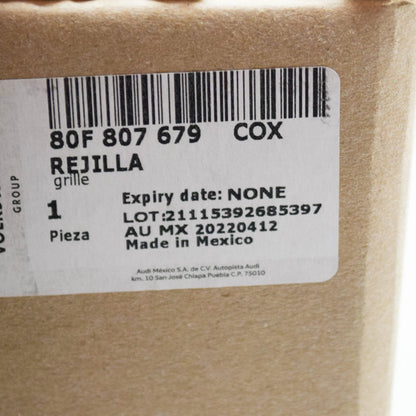 80F 807 679 COX
REJILLA
grille
1
Pieza
Expiry date: NONE
LOT:21115392685397
AU MX 20220412
Made in Mexico
Audi México S.A. de C.V. Autopista Audi
km. 10 San José Chiapa Puebla C.P. 75010
GROUP